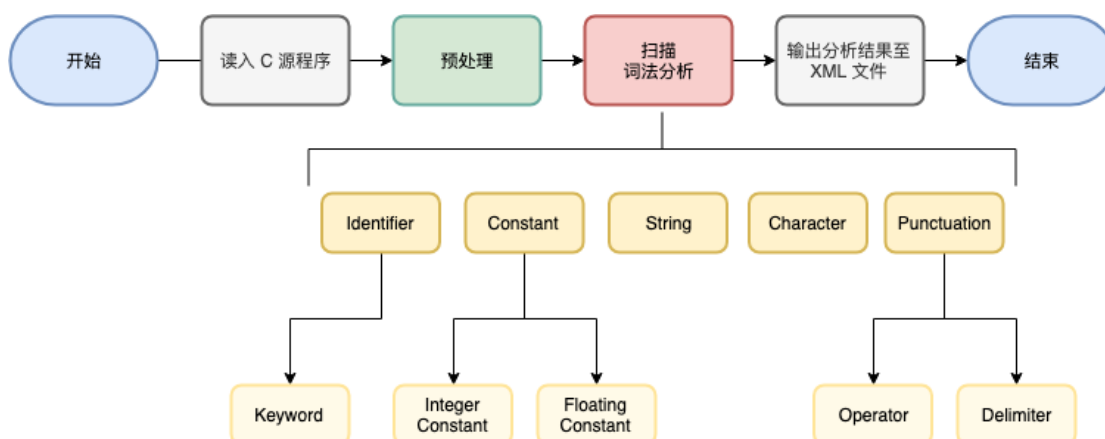 开始
读入 C 源程序
预处理
扫描
词法分析
输出分析结果至
XML 文件
结束
Identifier
Constant
String
Character
Punctuation
Keyword
Integer
Constant
Floating
Constant
Operator
Delimiter